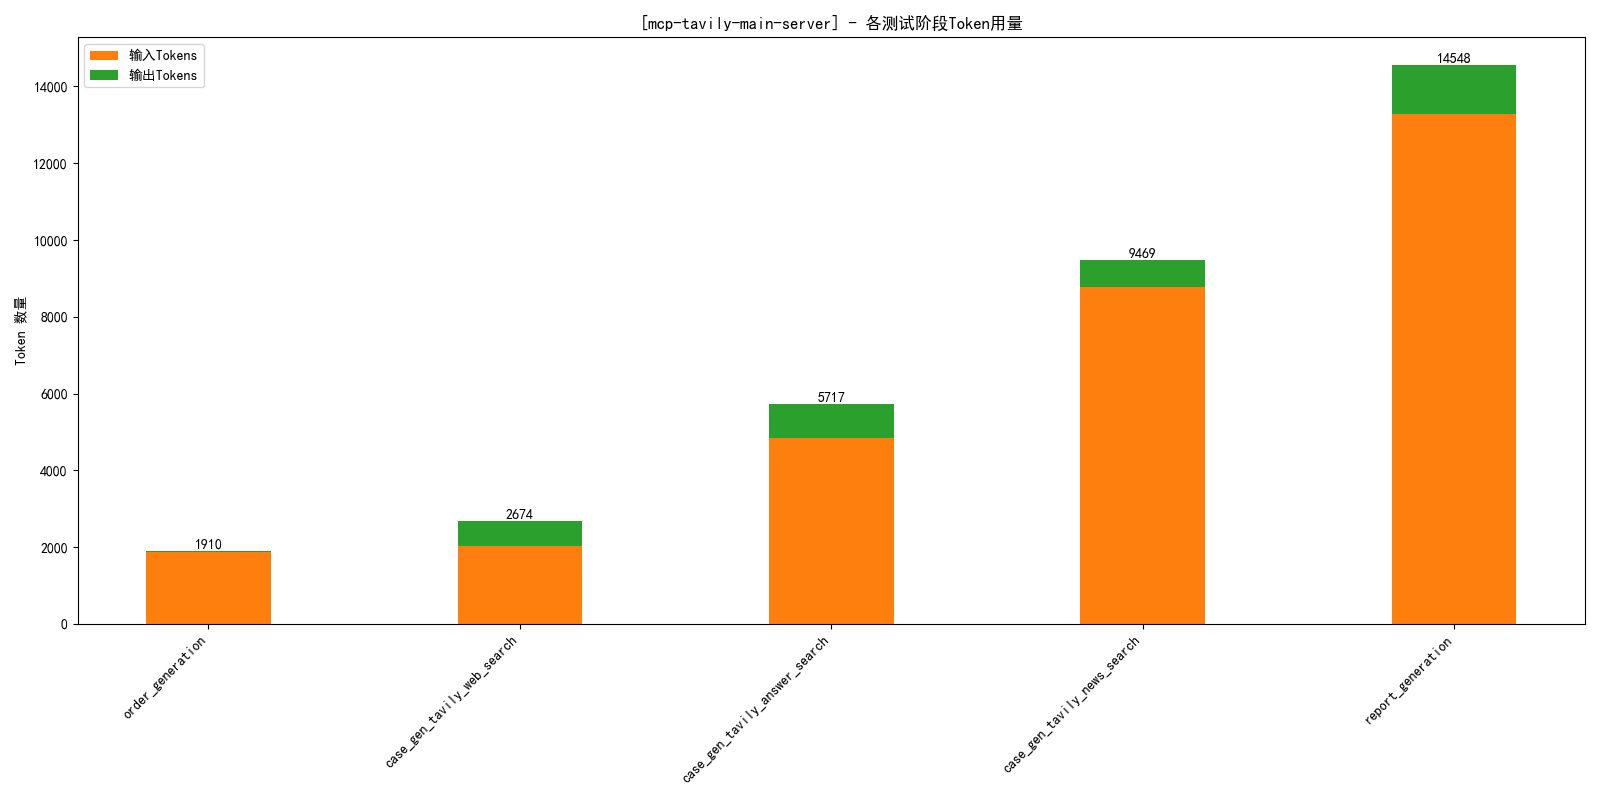 [mcp-tavily-main-server] - 各测试阶段Token用量
输入Tokens
输出Tokens
Token 数量
14000
12000
10000
8000
6000
4000
2000
0
1910
2674
5717
9469
14548
order_generation
case_gen_tavily_web_search
case_gen_tavily_answer_search
case_gen_tavily_news_search
report_generation